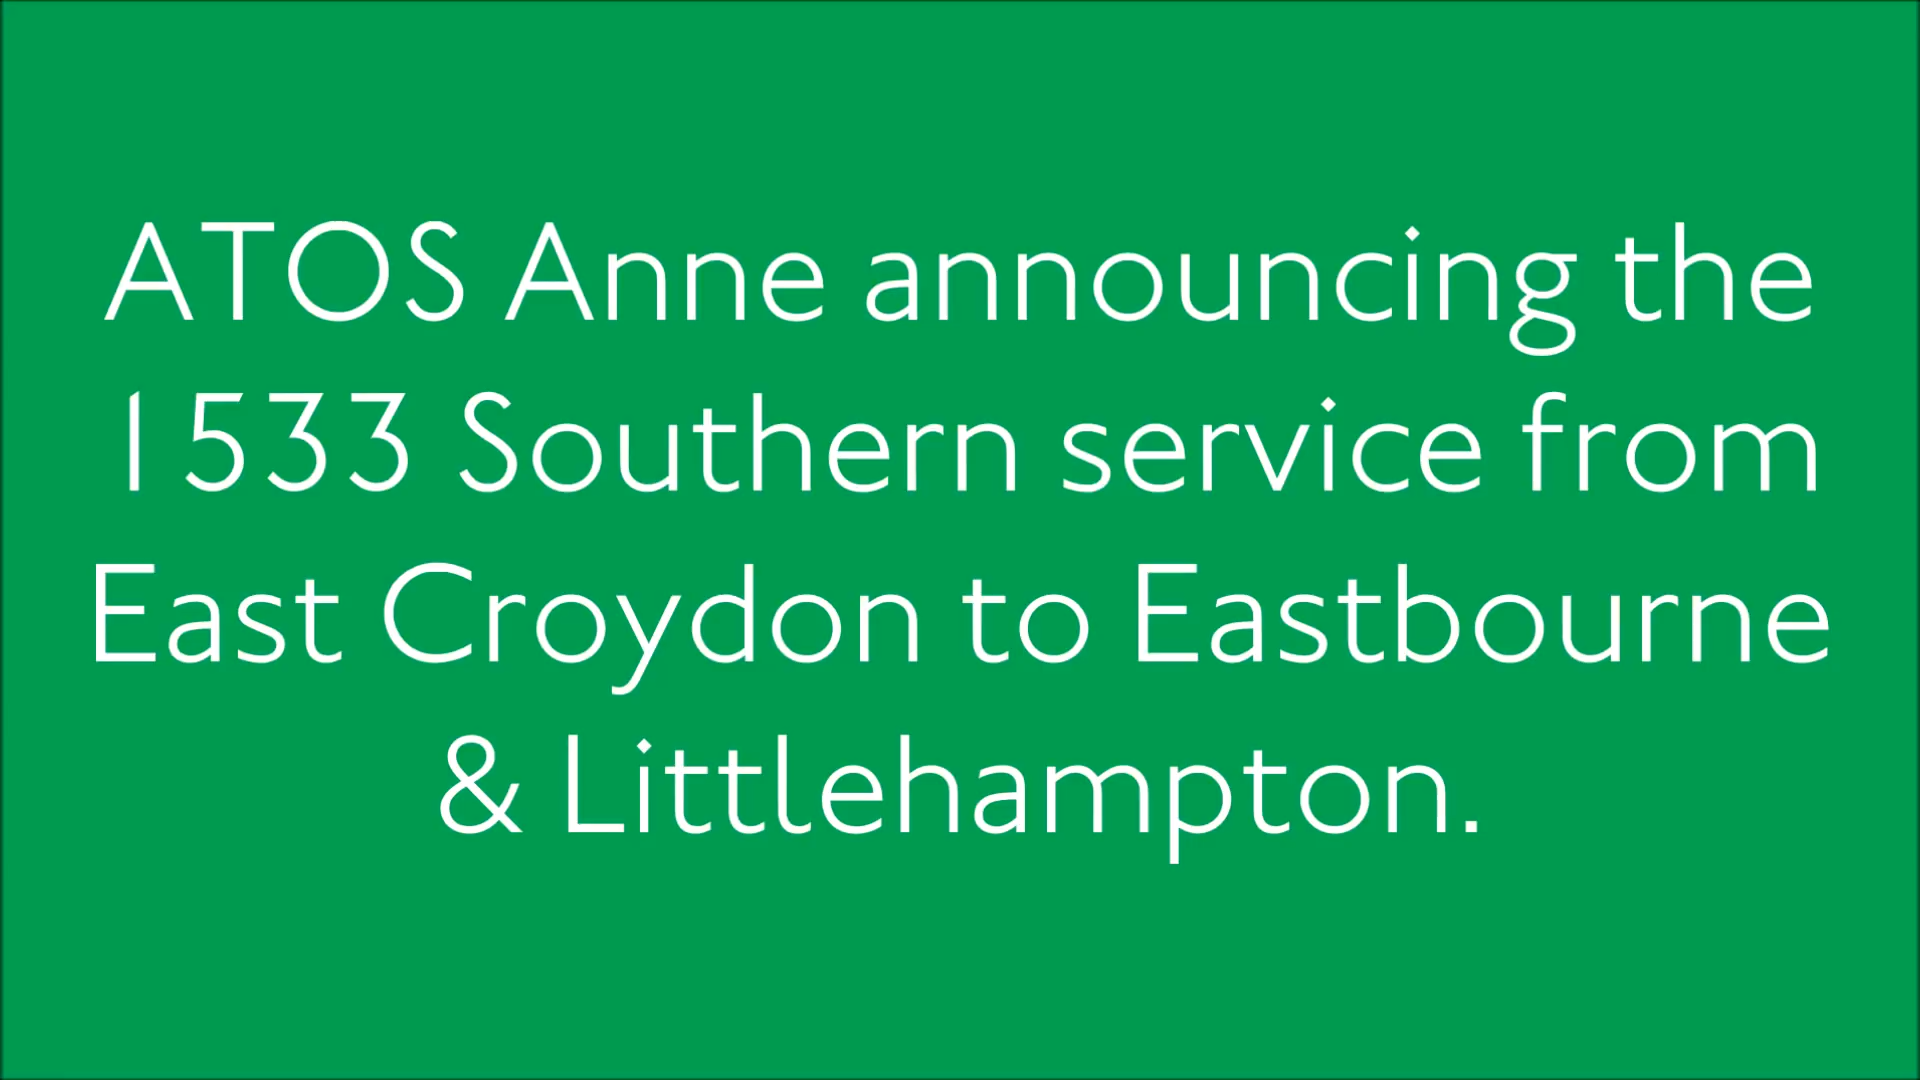 ATOS Anne announcing the
1533 Southern service from
East Croydon to Eastbourne
& Littlehampton.